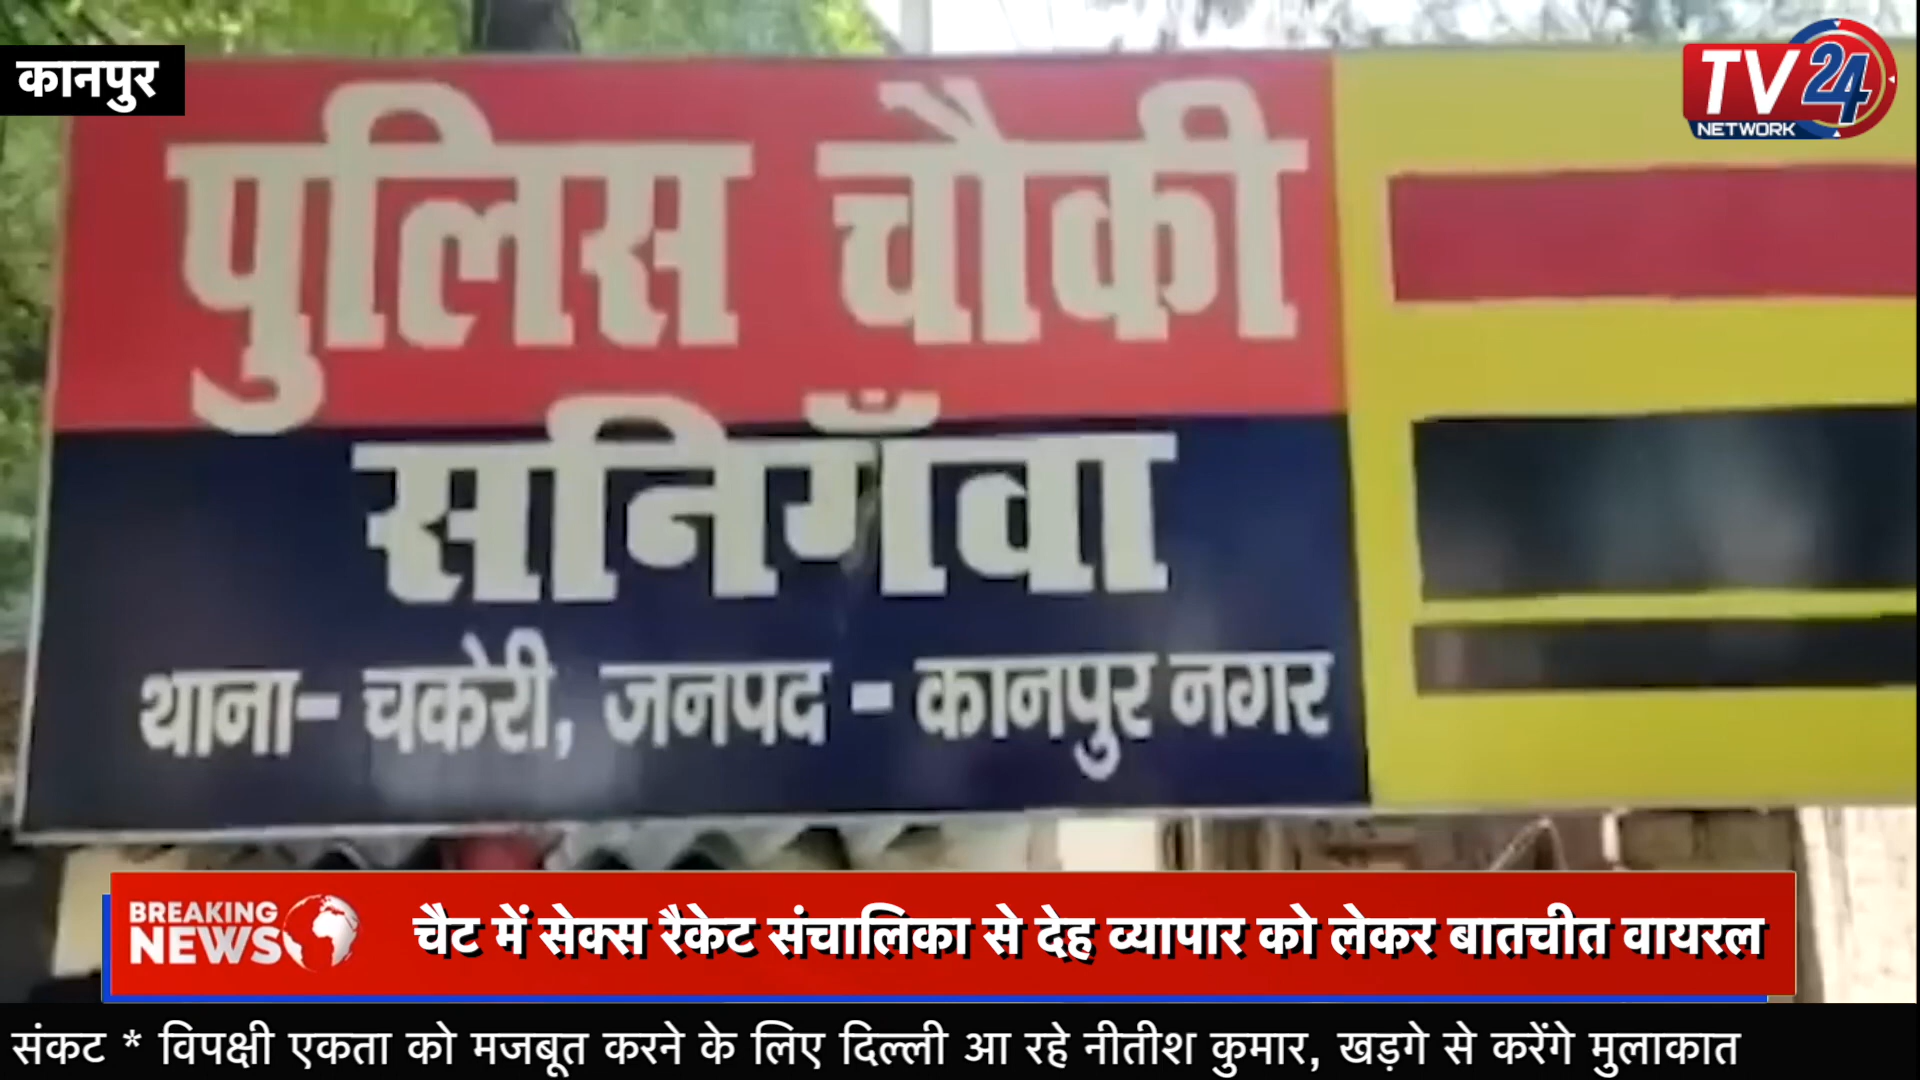 कानपुर
TV24
NETWORK
पुलिस चौकी
सनिगँवा
थाना- चकेरी, जनपद - कानपुर नगर
BREAKING
NEWS
चैट में सेक्स रैकेट संचालिका से देह व्यापार को लेकर बातचीत वायरल
संकट * विपक्षी एकता को मजबूत करने के लिए दिल्ली आ रहे नीतीश कुमार, खड़गे से करेंगे मुलाकात